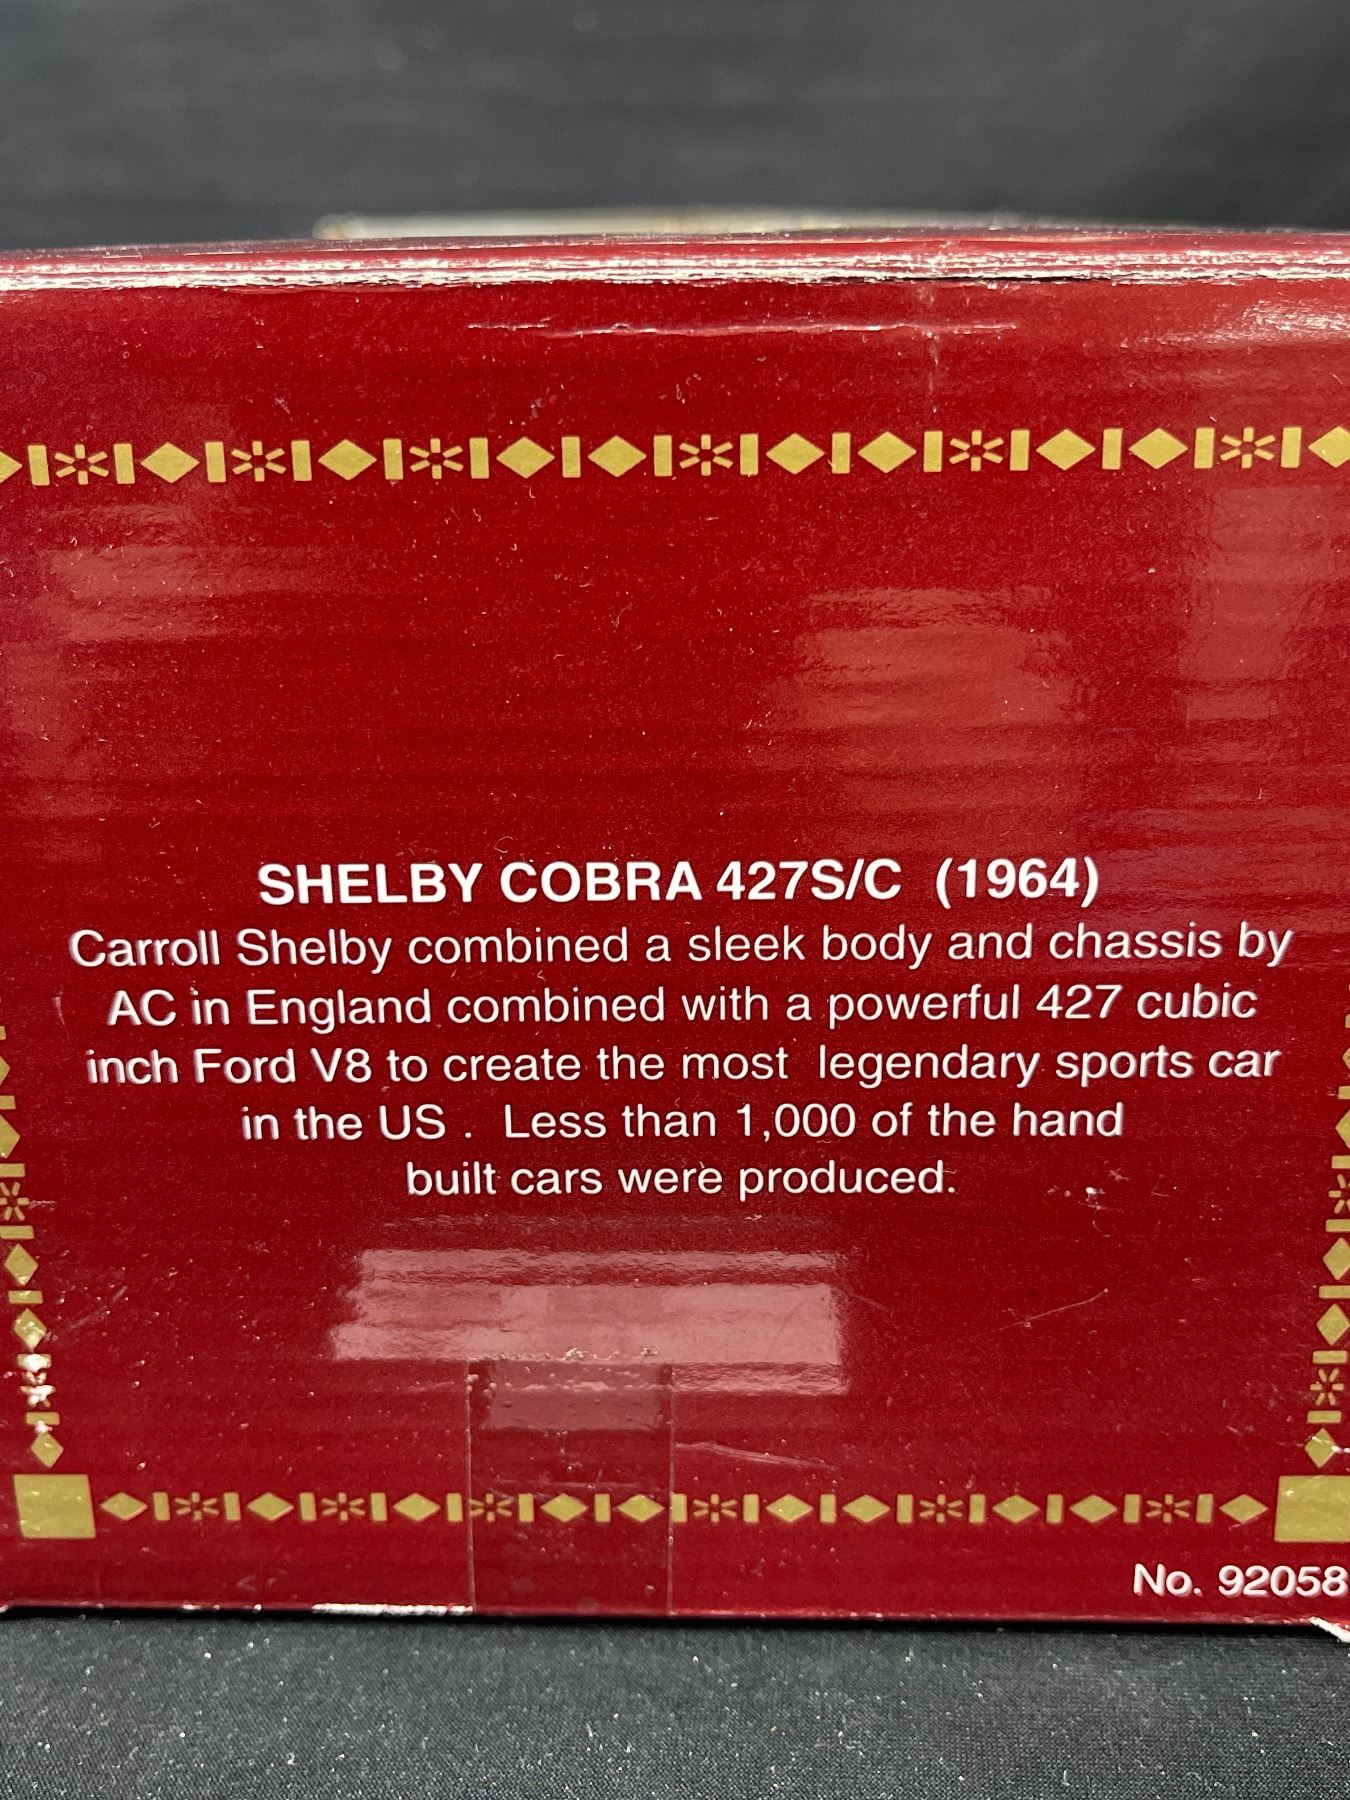 SHELBY COBRA 427S/C (1964)
Carroll Shelby combined a sleek body and chassis by
AC in England combined with a powerful 427 cubic
inch Ford V8 to create the most legendary sports car
in the US . Less than 1,000 of the hand
built cars were produced.
No. 92058